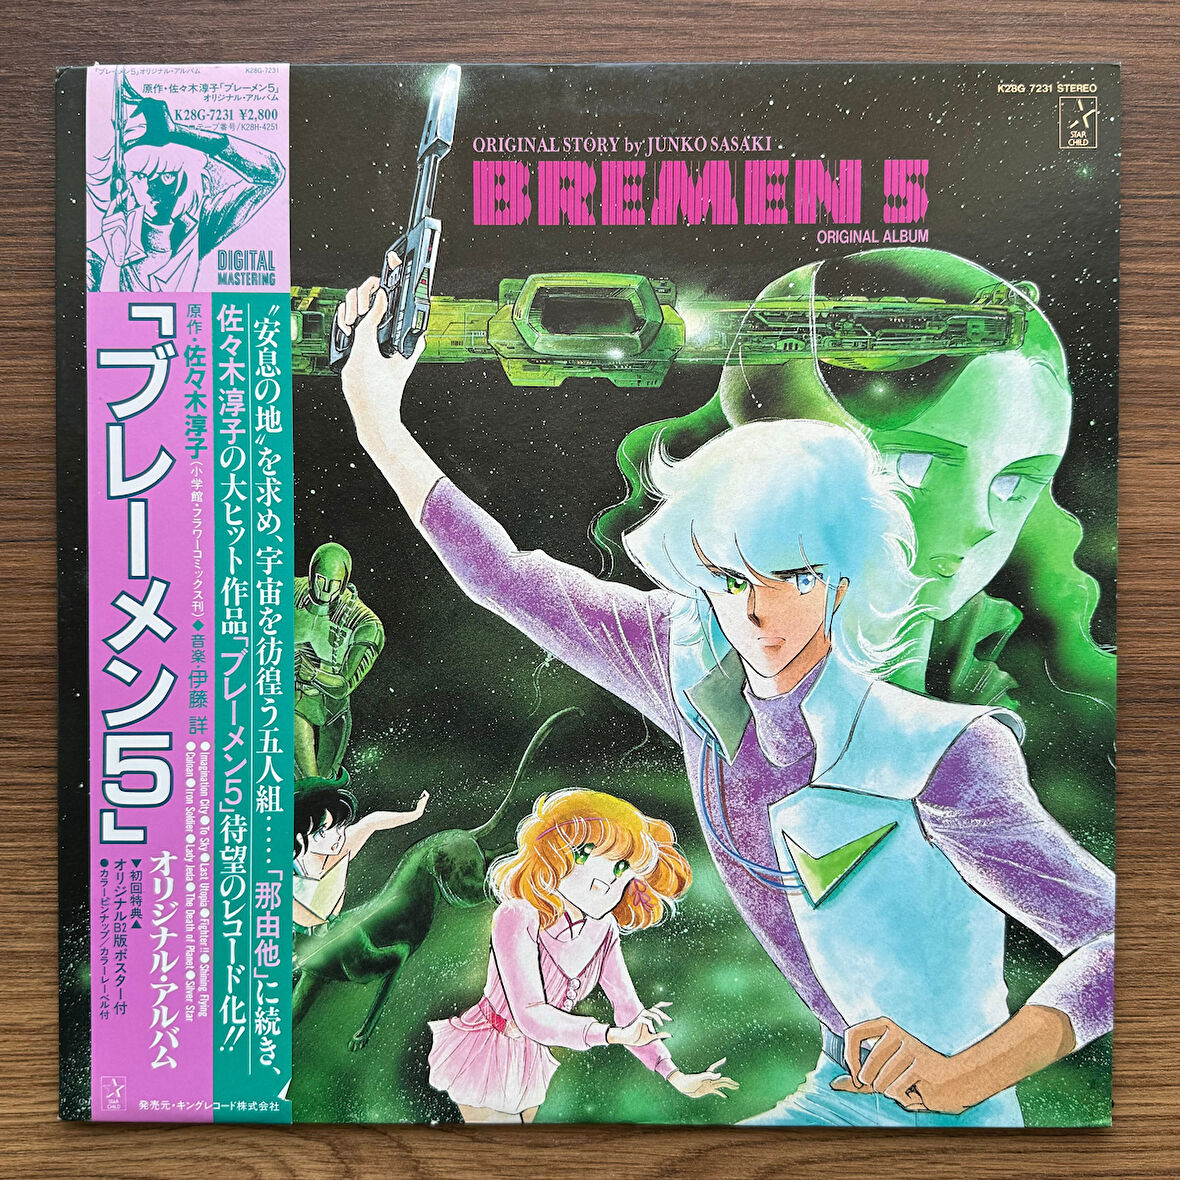 「ブレーメン5」オリジナル・アルバム K28G-7231
原作・佐々木淳子「ブレーメン5」
オリジナル・アルバム
K28G-7231 ¥2,800
テープ番号/K28H-4251
DIGITAL
MASTERING
K28G 7231 STEREO
STAR
CHILD
ORIGINAL STORY by JUNKO SASAKI
BREMEN 5
ORIGINAL ALBUM
“安息の地”を求め、宇宙を彷徨う五人組……「那由他」に続き、
佐々木淳子の大ヒット作品「ブレーメン5」待望のレコード化!!
原作・佐々木淳子(小学館・フラワーコミックス刊)◆音楽・伊藤 詳
●Imagination City●To Sky●Last Utopia●Fighter!!●Shining Flying
●Culoan●Iron Soldier●Lady Jeda●The Death of Planet●Silver Star
「ブレーメン5」
オリジナル・アルバム
▼初回特典▲
オリジナルB2版ポスター付
●カラーピンナップ/カラーレーベル付
STAR
CHILD
発売元・キングレコード株式会社